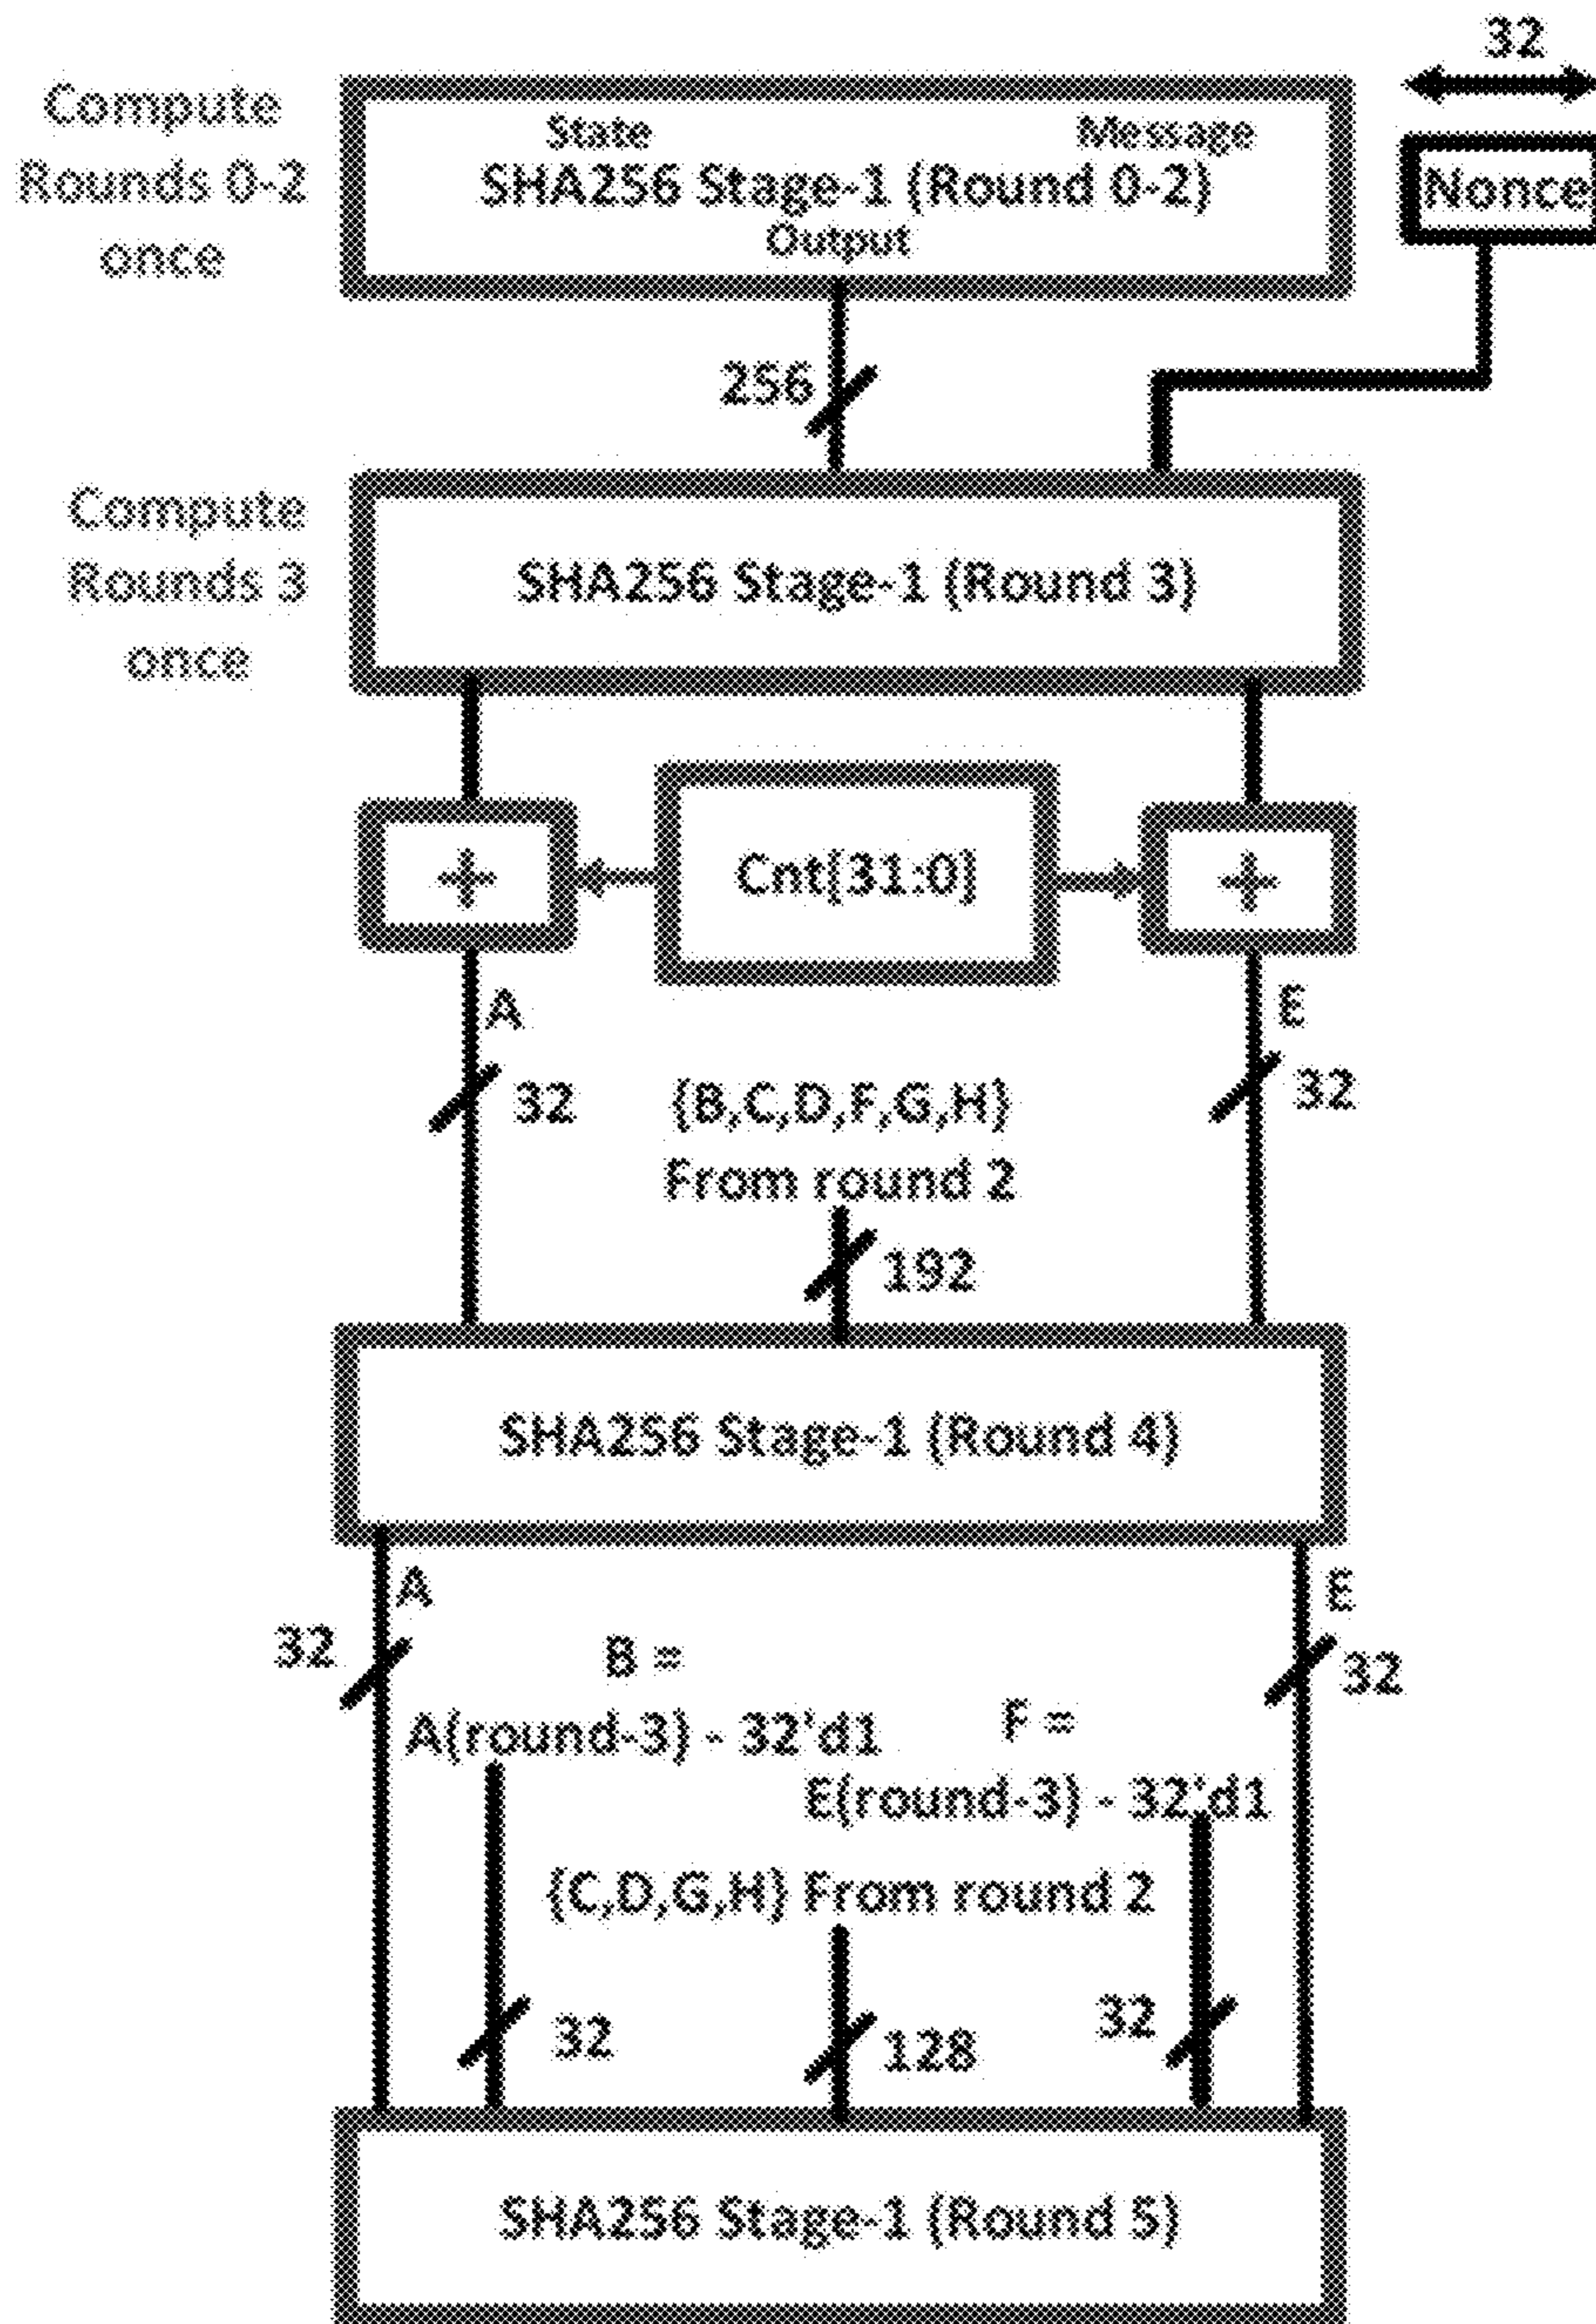 32
Compute
Rounds 0-2
once
State
Message
SHA256 Stage-1 (Round 0-2)
Output
Nonce
256
Compute
Rounds 3
once
SHA256 Stage-1 (Round 3)
+
Cnt[31:0]
+
A
E
32
{B,C,D,F,G,H}
32
From round 2
192
SHA256 Stage-1 (Round 4)
A
E
32
B =
32
A(round-3) - 32'd1
F =
E(round-3) - 32'd1
{C,D,G,H} From round 2
32
128
32
SHA256 Stage-1 (Round 5)